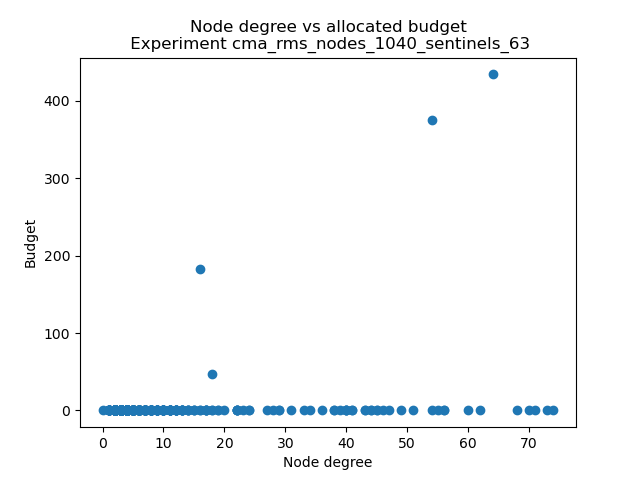 Node degree vs allocated budget
Experiment cma_rms_nodes_1040_sentinels_63
Budget
400
300
200
100
0
0 10 20 30 40 50 60 70
Node degree